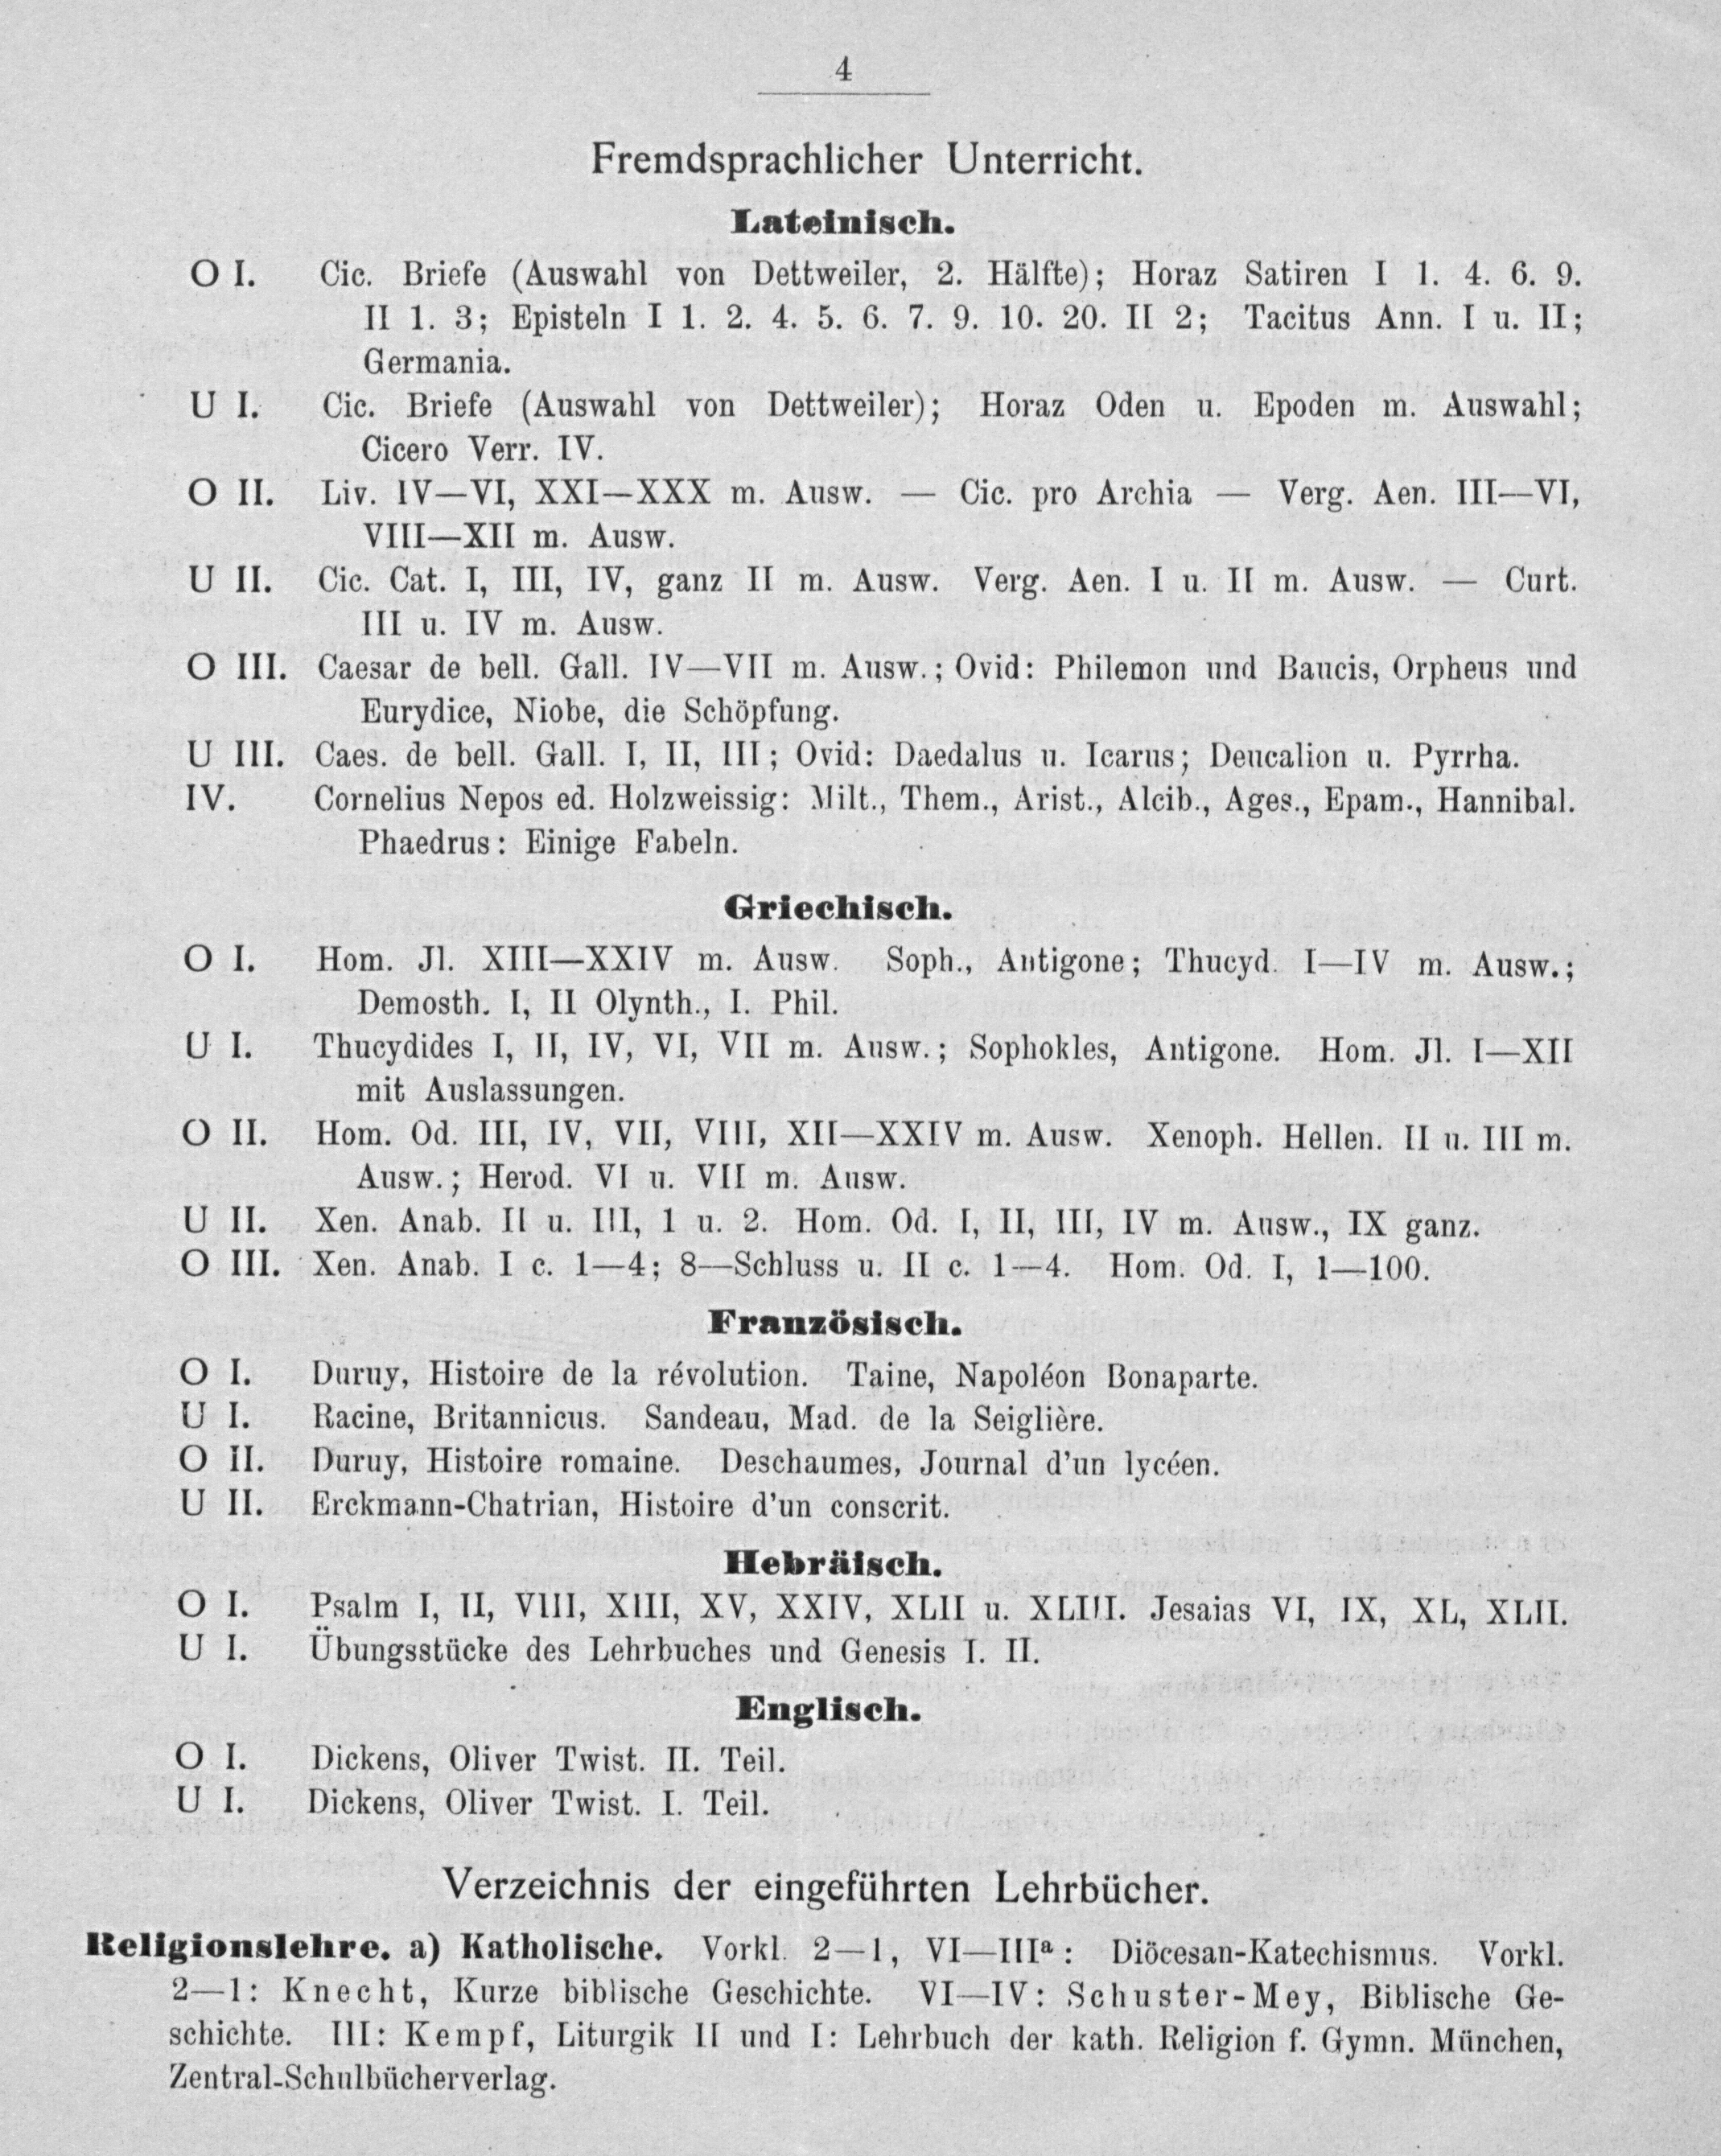 4
Fremdsprachlicher Unterricht.
Lateinisch.
O I. Cic. Briefe (Auswahl von Dettweiler, 2. Hälfte); Horaz Satiren I 1. 4. 6. 9.
II 1. 3; Episteln I 1. 2. 4. 5. 6. 7. 9. 10. 20. II 2; Tacitus Ann. I u. II;
Germania.
U I. Cic. Briefe (Auswahl von Dettweiler); Horaz Oden u. Epoden m. Auswahl;
Cicero Verr. IV.
O II. Liv. IV—VI, XXI—XXX m. Ausw. — Cic. pro Archia — Verg. Aen. III—VI,
VIII—XII m. Ausw.
U II. Cic. Cat. I, III, IV, ganz II m. Ausw. Verg. Aen. I u. II m. Ausw. — Curt.
III u. IV m. Ausw.
O III. Caesar de bell. Gall. IV—VII m. Ausw.; Ovid: Philemon und Baucis, Orpheus und
Eurydice, Niobe, die Schöpfung.
U III. Caes. de bell. Gall. I, II, III; Ovid: Daedalus u. Icarus; Deucalion u. Pyrrha.
IV. Cornelius Nepos ed. Holzweissig: Milt., Them., Arist., Alcib., Ages., Epam., Hannibal.
Phaedrus: Einige Fabeln.
Griechisch.
O I. Hom. Jl. XIII—XXIV m. Ausw. Soph., Antigone; Thucyd. I—IV m. Ausw.;
Demosth. I, II Olynth., I. Phil.
U I. Thucydides I, II, IV, VI, VII m. Ausw.; Sophokles, Antigone. Hom. Jl. I—XII
mit Auslassungen.
O II. Hom. Od. III, IV, VII, VIII, XII—XXIV m. Ausw. Xenoph. Hellen. II u. III m.
Ausw.; Herod. VI u. VII m. Ausw.
U II. Xen. Anab. II u. III, 1 u. 2. Hom. Od. I, II, III, IV m. Ausw., IX ganz.
O III. Xen. Anab. I c. 1—4; 8—Schluss u. II c. 1—4. Hom. Od. I, 1—100.
Französisch.
O I. Duruy, Histoire de la révolution. Taine, Napoléon Bonaparte.
U I. Racine, Britannicus. Sandeau, Mad. de la Seiglière.
O II. Duruy, Histoire romaine. Deschaumes, Journal d'un lycéen.
U II. Erckmann-Chatrian, Histoire d'un conscrit.
Hebräisch.
O I. Psalm I, II, VIII, XIII, XV, XXIV, XLII u. XLIII. Jesaias VI, IX, XL, XLII.
U I. Übungsstücke des Lehrbuches und Genesis I. II.
Englisch.
O I. Dickens, Oliver Twist. II. Teil.
U I. Dickens, Oliver Twist. I. Teil.
Verzeichnis der eingeführten Lehrbücher.
Religionslehre. a) Katholische. Vorkl. 2—1, VI—IIIª: Diöcesan-Katechismus. Vorkl.
2—1: Knecht, Kurze biblische Geschichte. VI—IV: Schuster-Mey, Biblische Ge-
schichte. III: Kempf, Liturgik II und I: Lehrbuch der kath. Religion f. Gymn. München,
Zentral-Schulbücherverlag.